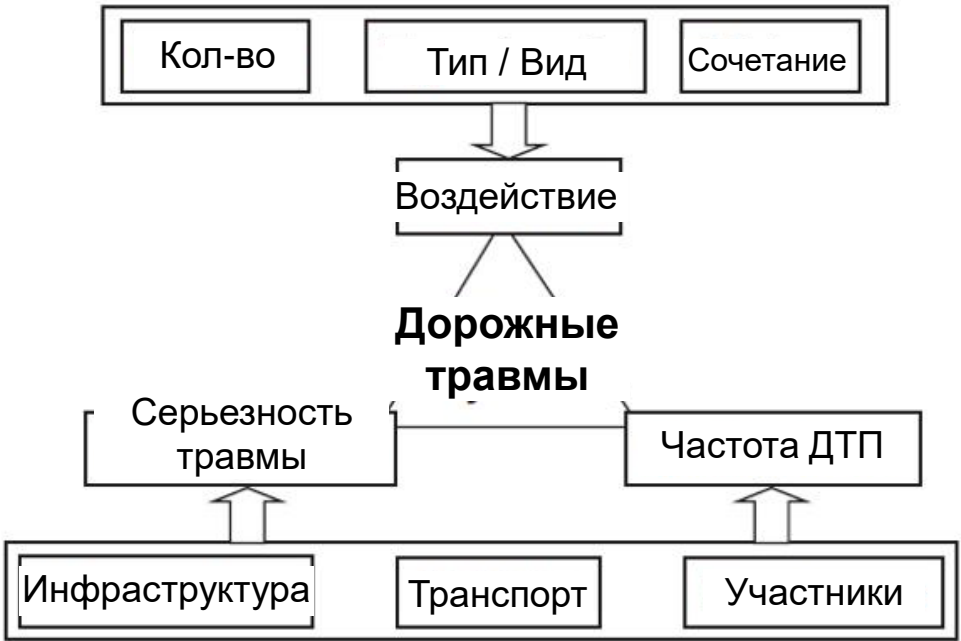 Кол-во
Тип / Вид
Сочетание
Воздействие
Дорожные
травмы
Серьезность
травмы
Частота ДТП
Инфраструктура
Транспорт
Участники